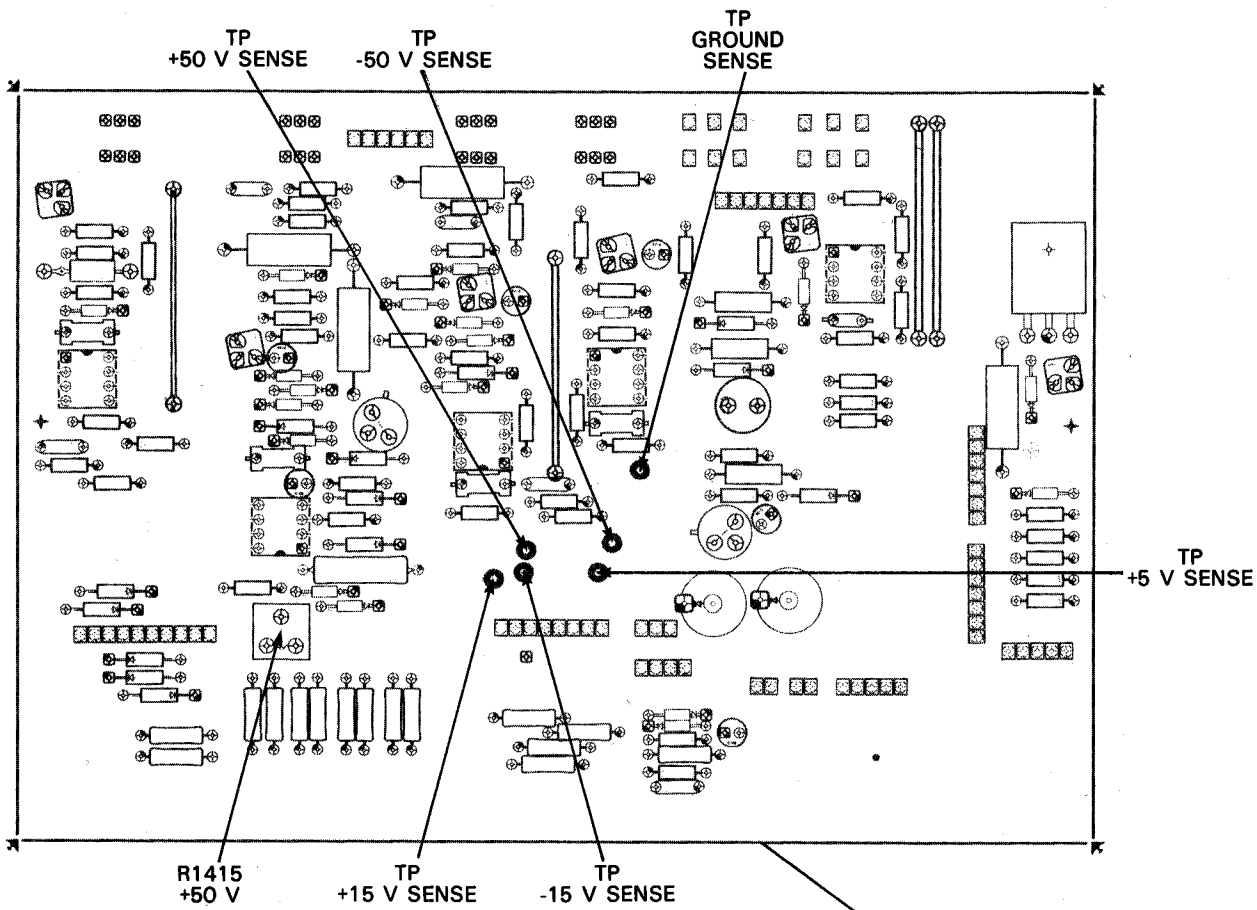 TP
+50 V SENSE
TP
-50 V SENSE
TP
GROUND
SENSE
TP
+5 V SENSE
R1415
+50 V
TP
+15 V SENSE
TP
-15 V SENSE